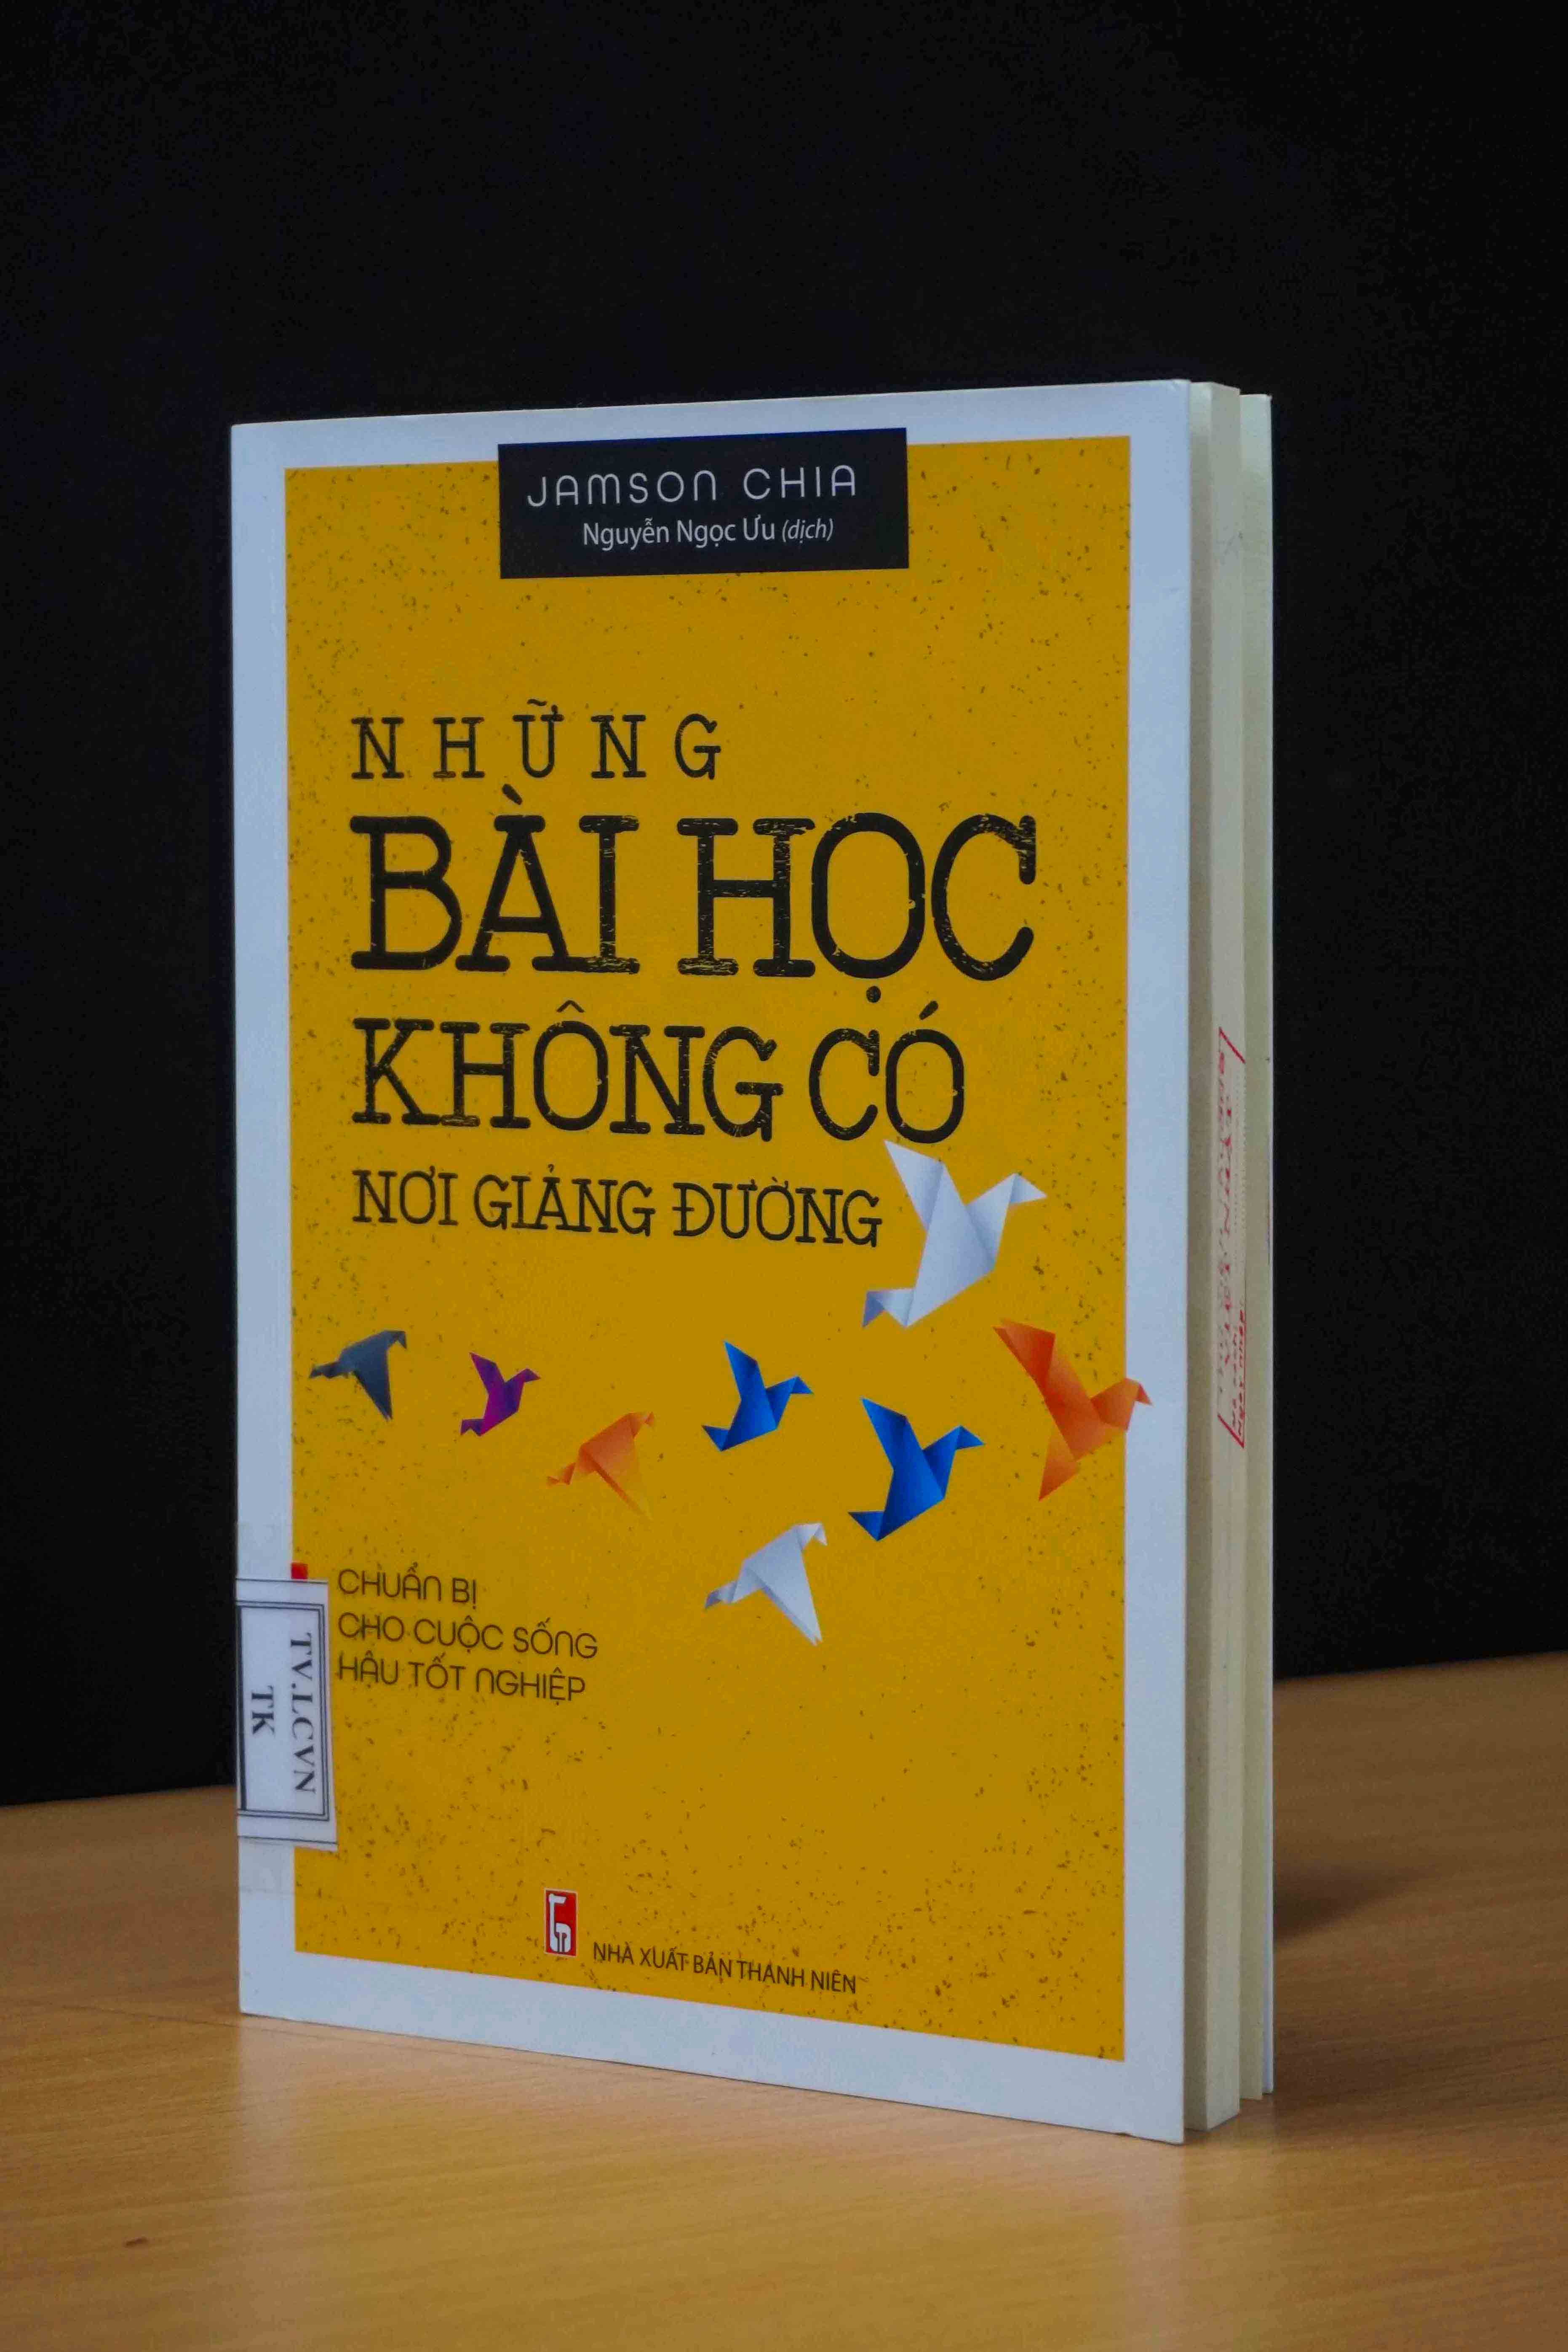 JAMSON CHIA
Nguyễn Ngọc Ưu (dịch)
NHỮNG
BÀI HỌC
KHÔNG CÓ
NƠI GIẢNG ĐƯỜNG
CHUẨN BỊ
CHO CUỘC SỐNG
HẬU TỐT NGHIỆP
TV.LCVN
TK
NHÀ XUẤT BẢN THANH NIÊN